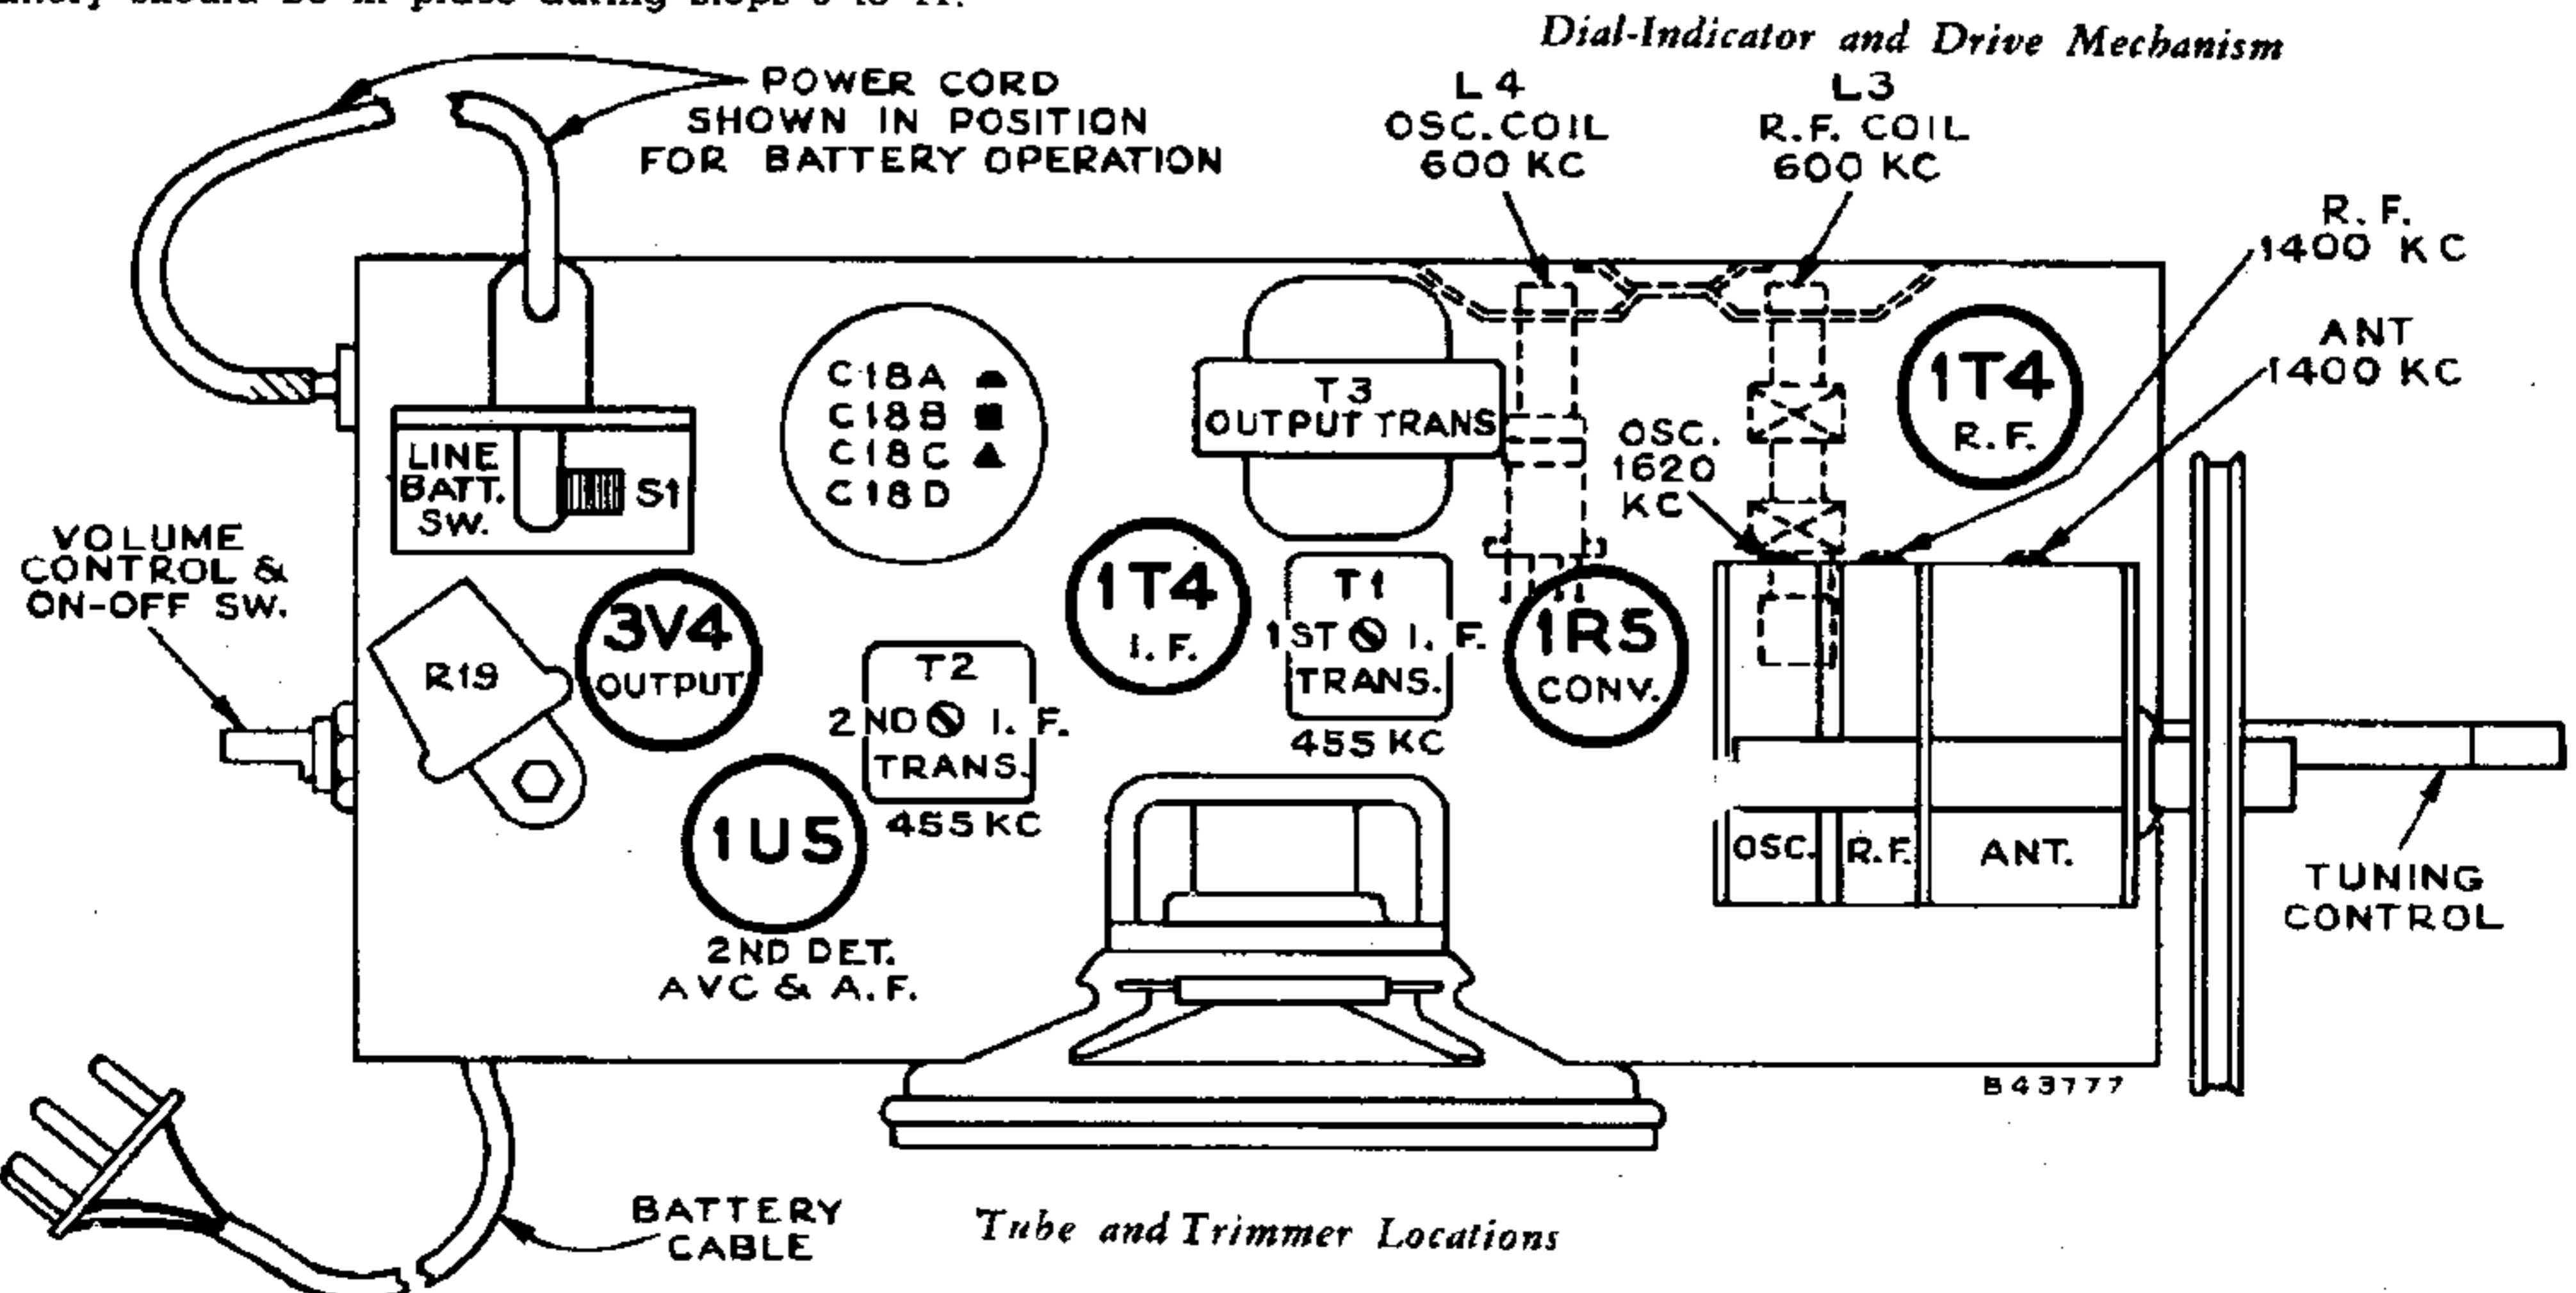 Dial-Indicator and Drive Mechanism
POWER CORD
SHOWN IN POSITION
FOR BATTERY OPERATION
L4
OSC. COIL
600 KC
L3
R.F. COIL
600 KC
R.F.
1400 KC
ANT
1400 KC
1T4
R.F.
C18A
C18B
C18C
C18D
T3
OUTPUT TRANS
OSC.
1620
KC
LINE
BATT.
SW.
S1
VOLUME
CONTROL &
ON-OFF SW.
R19
3V4
OUTPUT
1T4
I.F.
T1
1ST I.F.
TRANS.
455 KC
1R5
CONV.
T2
2ND I.F.
TRANS.
455 KC
1U5
2ND DET.
AVC & A.F.
OSC.
R.F.
ANT.
TUNING
CONTROL
B43777
BATTERY
CABLE
Tube and Trimmer Locations